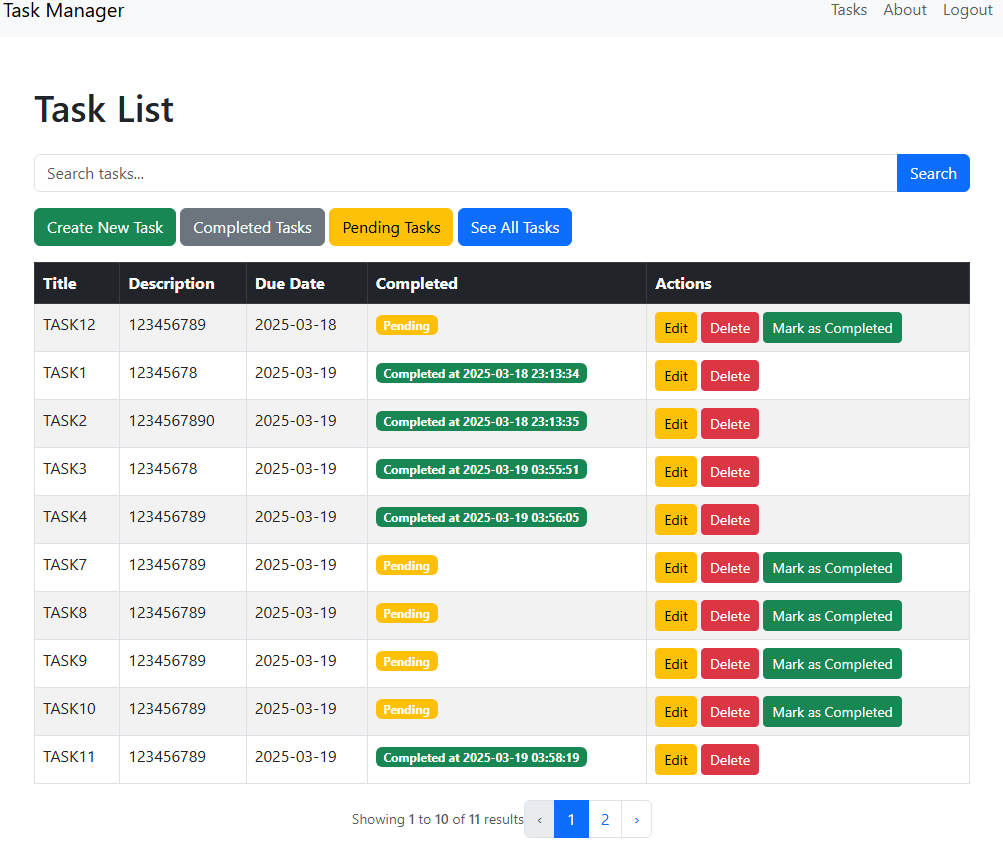 Task Manager Tasks About Logout
Task List
Search tasks... Search
Create New Task Completed Tasks Pending Tasks See All Tasks
Title Description Due Date Completed Actions
TASK12 123456789 2025-03-18 Pending Edit Delete Mark as Completed
TASK1 12345678 2025-03-19 Completed at 2025-03-18 23:13:34 Edit Delete
TASK2 1234567890 2025-03-19 Completed at 2025-03-18 23:13:35 Edit Delete
TASK3 12345678 2025-03-19 Completed at 2025-03-19 03:55:51 Edit Delete
TASK4 123456789 2025-03-19 Completed at 2025-03-19 03:56:05 Edit Delete
TASK7 123456789 2025-03-19 Pending Edit Delete Mark as Completed
TASK8 123456789 2025-03-19 Pending Edit Delete Mark as Completed
TASK9 123456789 2025-03-19 Pending Edit Delete Mark as Completed
TASK10 123456789 2025-03-19 Pending Edit Delete Mark as Completed
TASK11 123456789 2025-03-19 Completed at 2025-03-19 03:58:19 Edit Delete
Showing 1 to 10 of 11 results ‹ 1 2 ›